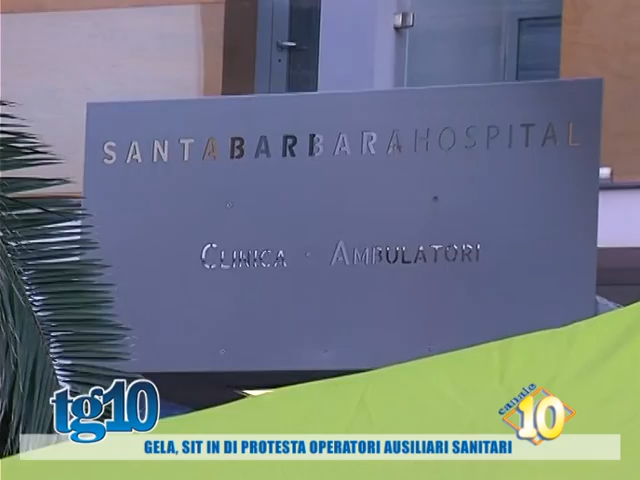 SANTABARBARAHOSPITAL
CLINICA - AMBULATORI
tg10
canale
10
GELA, SIT IN DI PROTESTA OPERATORI AUSILIARI SANITARI